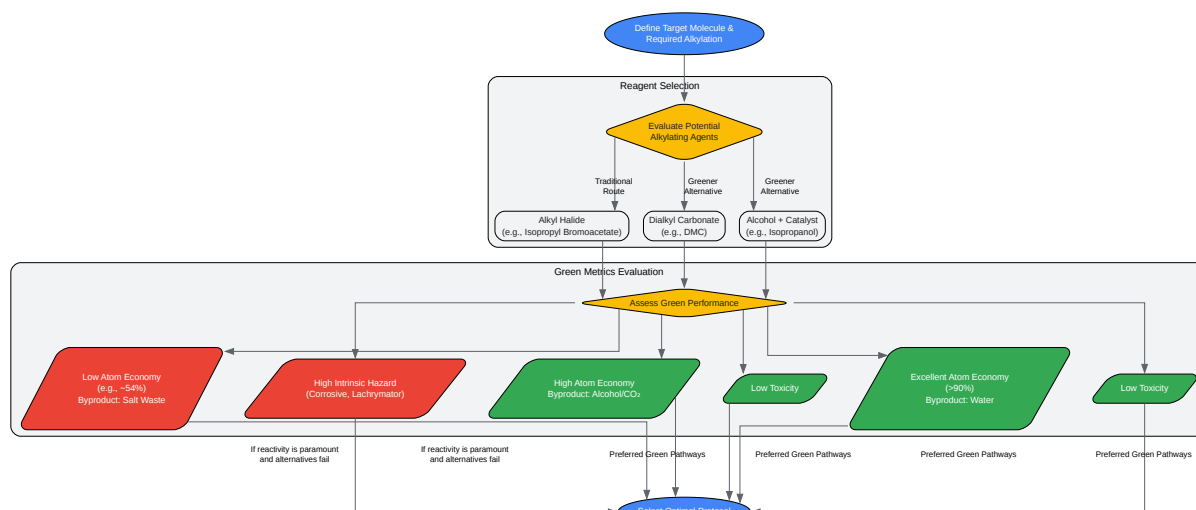 Define Target Molecule &
Required Alkylation
Reagent Selection
Evaluate Potential
Alkylating Agents
Traditional
Route
Greener
Alternative
Greener
Alternative
Alkyl Halide
(e.g., Isopropyl Bromoacetate)
Dialkyl Carbonate
(e.g., DMC)
Alcohol + Catalyst
(e.g., Isopropanol)
Green Metrics Evaluation
Assess Green Performance
Low Atom Economy
(e.g., ~54%)
Byproduct: Salt Waste
High Intrinsic Hazard
(Corrosive, Lachrymator)
High Atom Economy
Byproduct: Alcohol/CO₂
Low Toxicity
Excellent Atom Economy
(>90%)
Byproduct: Water
Low Toxicity
If reactivity is paramount
and alternatives fail
If reactivity is paramount
and alternatives fail
Preferred Green Pathways
Preferred Green Pathways
Preferred Green Pathways
Preferred Green Pathways
Select Optimal Protocol